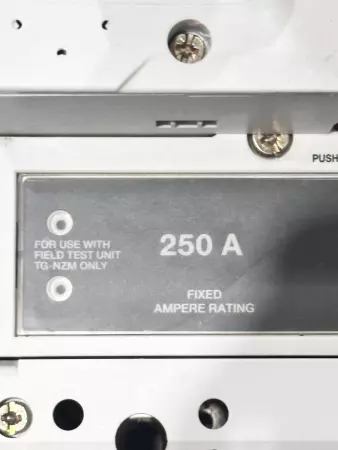 PUSH
FOR USE WITH
FIELD TEST UNIT
TG-NZM ONLY
250 A
FIXED
AMPERE RATING